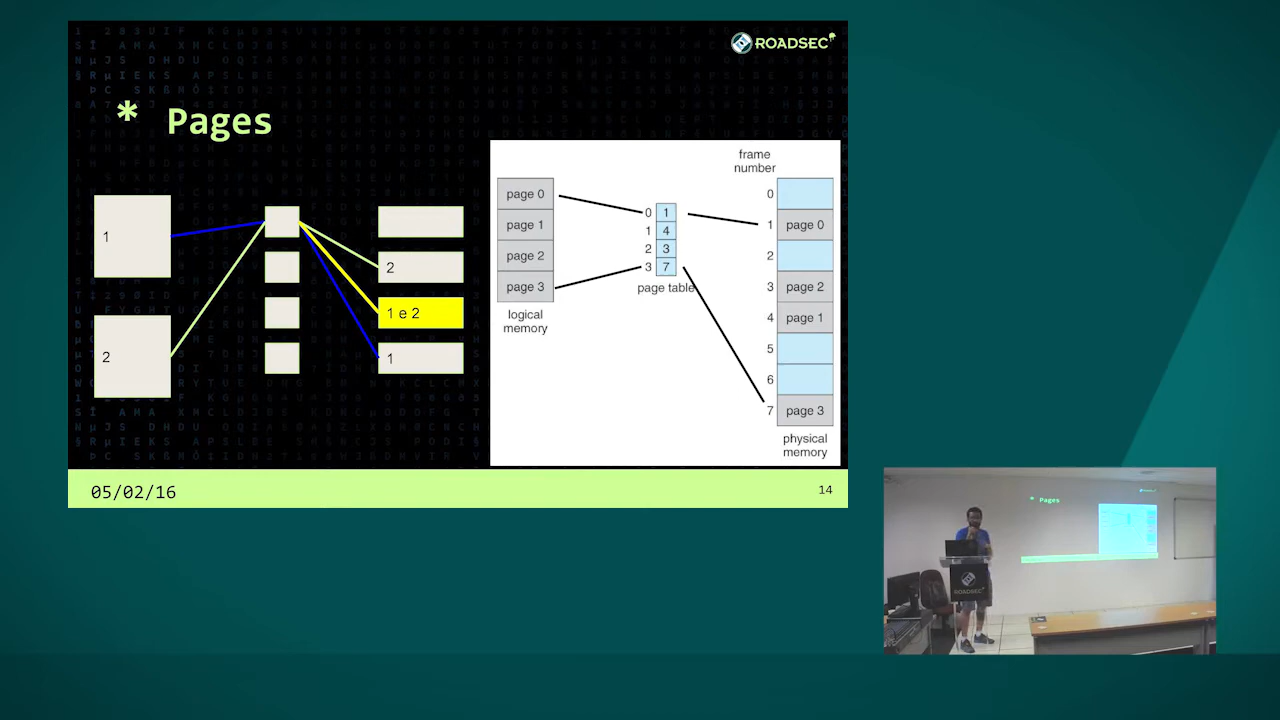 ROADSEC
* Pages
1
2
2
1 e 2
1
frame
number
page 0
page 1
page 2
page 3
logical
memory
0 1
1 4
2 3
3 7
page table
0
1 page 0
2
3 page 2
4 page 1
5
6
7 page 3
physical
memory
05/02/16
14
* Pages
ROADSEC